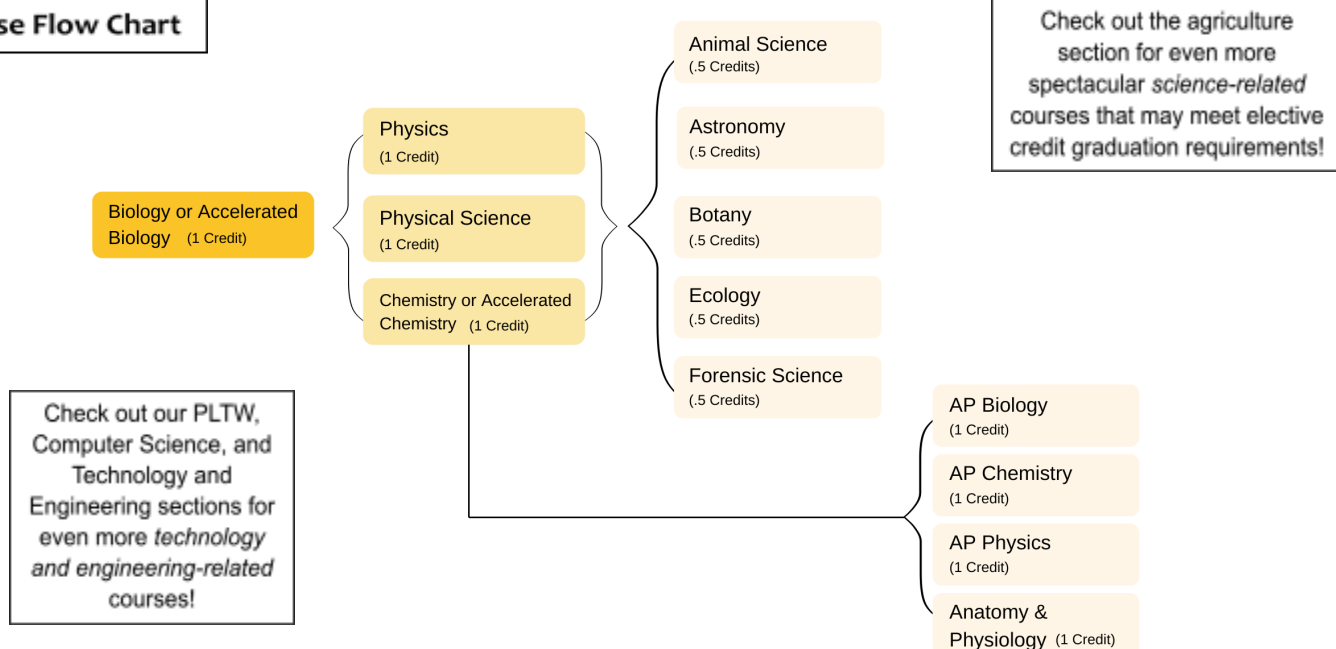 se Flow Chart
Check out the agriculture
section for even more
spectacular science-related
courses that may meet elective
credit graduation requirements!
Biology or Accelerated
Biology (1 Credit)
Physics
(1 Credit)
Physical Science
(1 Credit)
Chemistry or Accelerated
Chemistry (1 Credit)
Animal Science
(.5 Credits)
Astronomy
(.5 Credits)
Botany
(.5 Credits)
Ecology
(.5 Credits)
Forensic Science
(.5 Credits)
AP Biology
(1 Credit)
AP Chemistry
(1 Credit)
AP Physics
(1 Credit)
Anatomy &
Physiology (1 Credit)
Check out our PLTW,
Computer Science, and
Technology and
Engineering sections for
even more technology
and engineering-related
courses!